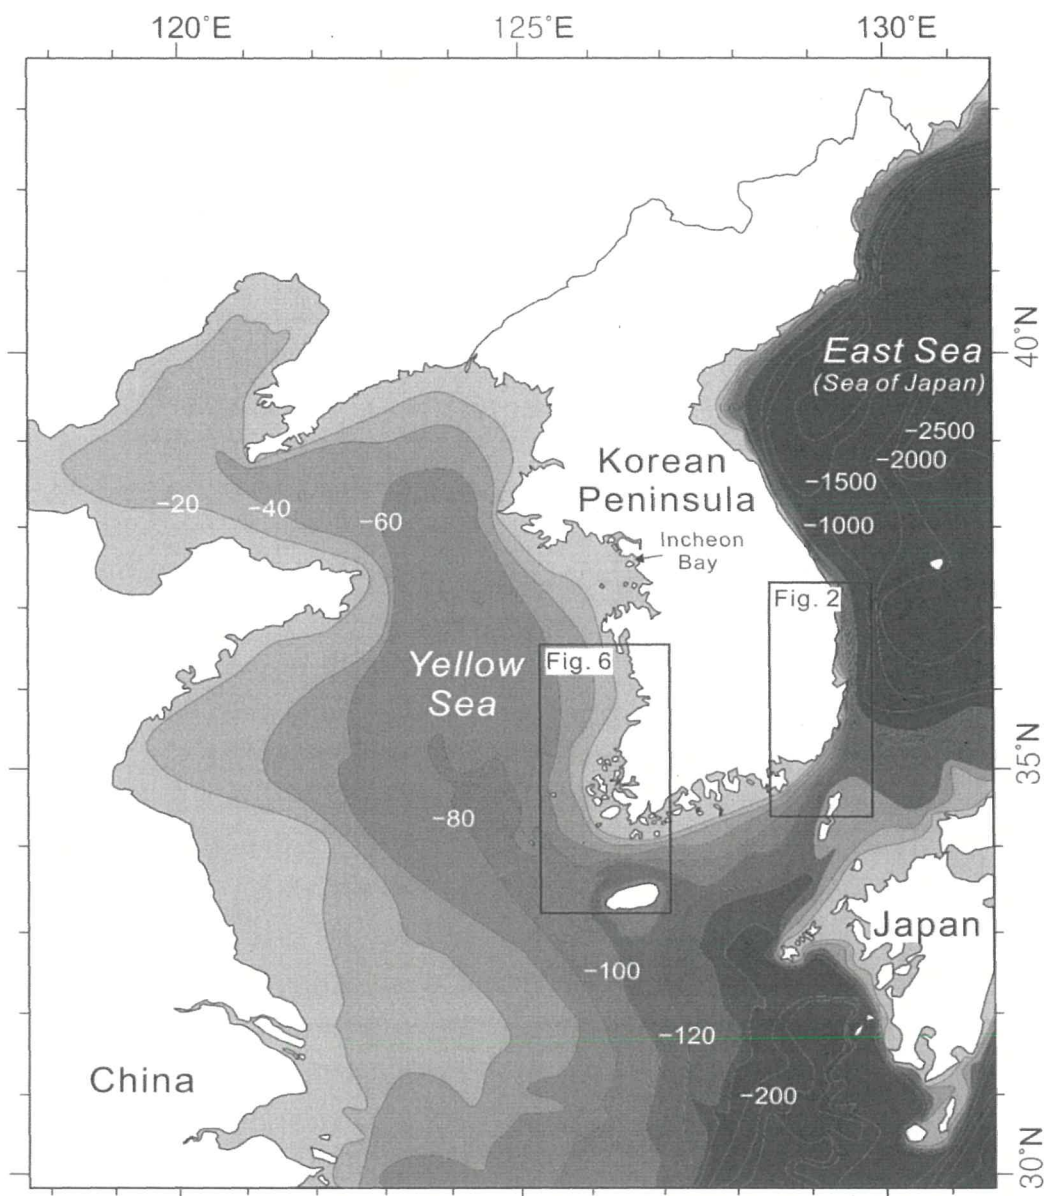 120°E 125°E 130°E
40°N
East Sea
(Sea of Japan)
−2500
−2000
−1500
−1000
Korean
Peninsula
Incheon
Bay
−20
−40
−60
Fig. 2
Fig. 6
Yellow
Sea
35°N
−80
Japan
−100
−120
China
−200
30°N